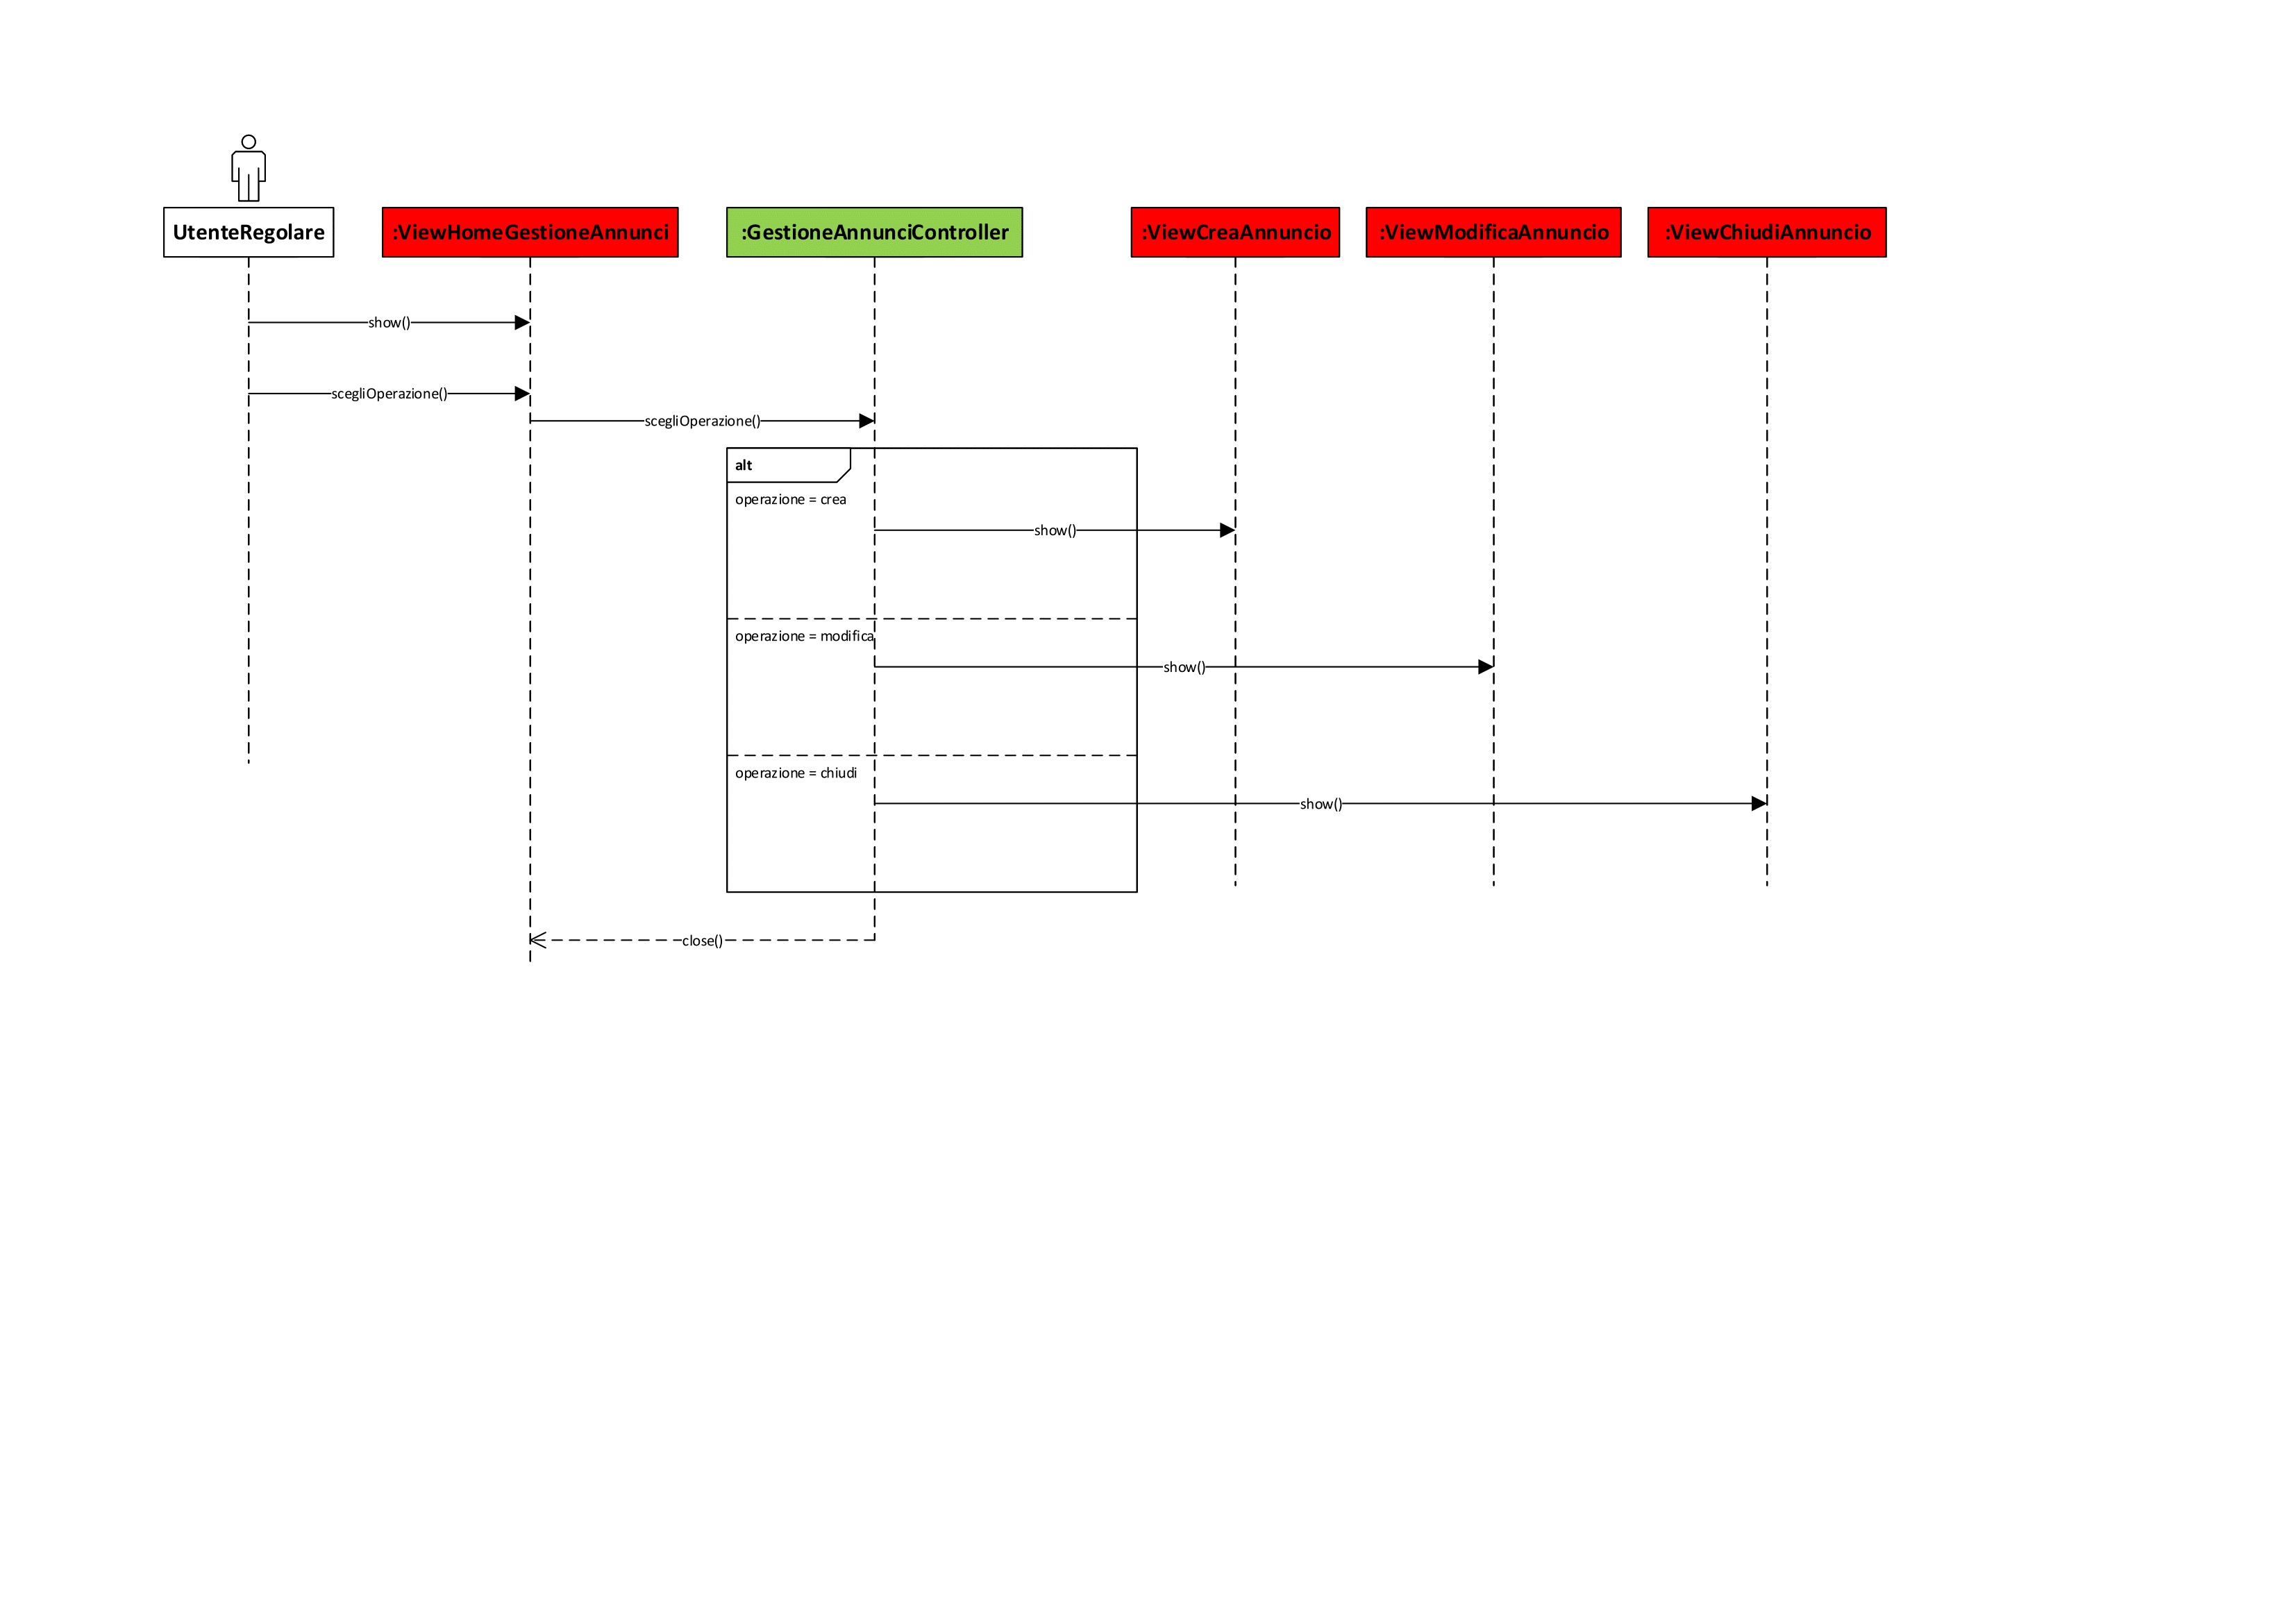 UtenteRegolare
:ViewHomeGestioneAnnunci
:GestioneAnnunciController
:ViewCreaAnnuncio
:ViewModificaAnnuncio
:ViewChiudiAnnuncio
show()
scegliOperazione()
scegliOperazione()
alt
operazione = crea
show()
operazione = modifica
show()
operazione = chiudi
show()
close()